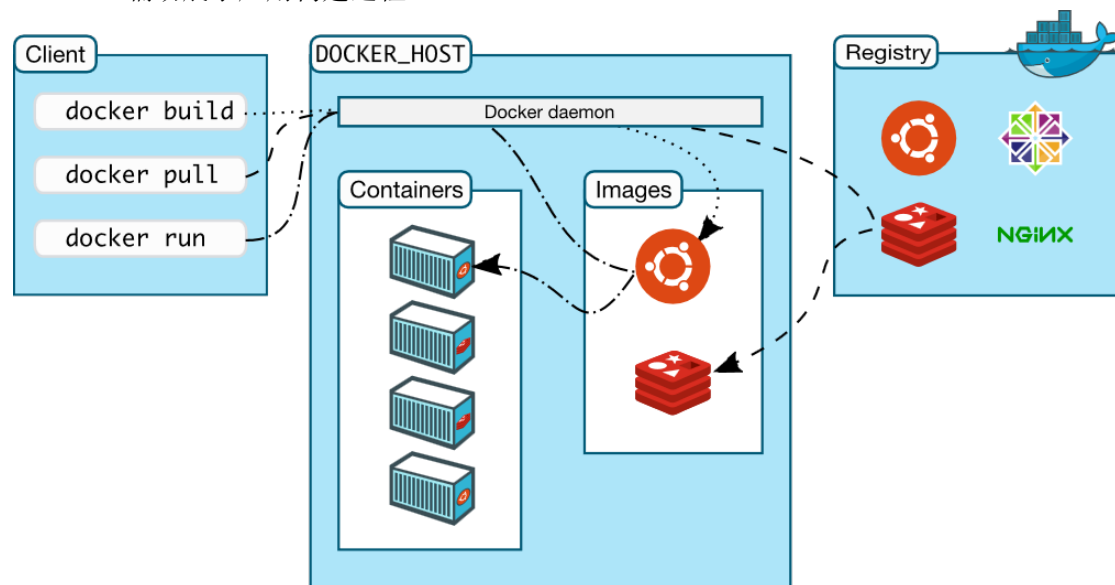 Client
docker build
docker pull
docker run
DOCKER_HOST
Docker daemon
Containers
Images
Registry
NGiNX